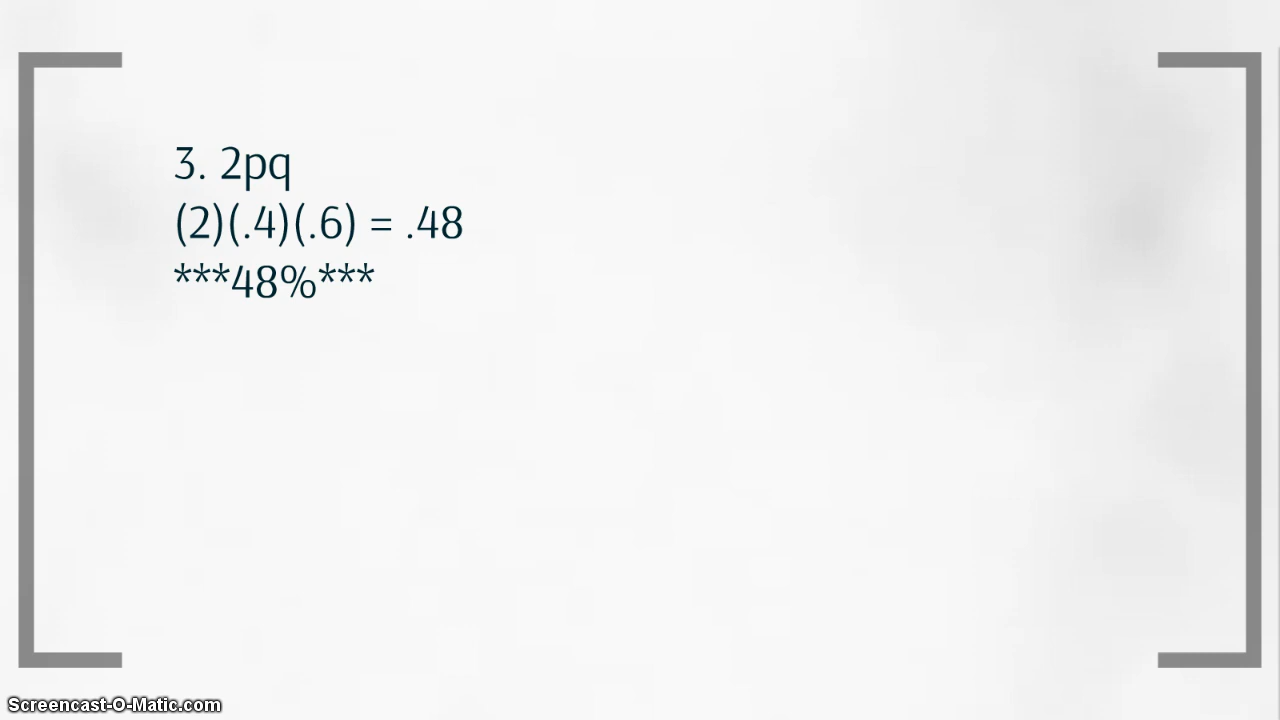 3. 2pq
(2)(.4)(.6) = .48
***48%***
Screencast-O-Matic.com